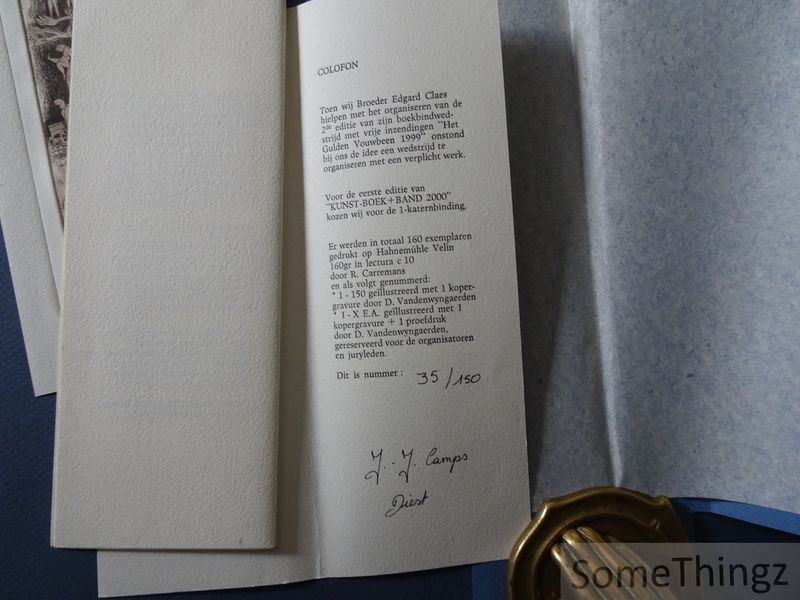 COLOFON
Toen wij Broeder Edgard Claes
hielpen met het organiseren van de
2de editie van zijn boekbindwed-
strijd met vrije inzendingen "Het
Gulden Vouwbeen 1999" onstond
bij ons de idee een wedstrijd te
organiseren met een verplicht werk.
Voor de eerste editie van
"KUNST-BOEK+BAND 2000"
kozen wij voor de 1-katernbinding.
Er werden in totaal 160 exemplaren
gedrukt op Hahnemühle Velin
160gr in lectura c 10
door R. Carremans
en als volgt genummerd:
* 1 - 150 geïllustreerd met 1 koper-
gravure door D. Vandenwyngaerden
* I - X E.A. geïllustreerd met 1
kopergravure + 1 proefdruk
door D. Vandenwyngaerden,
gereserveerd voor de organisatoren
en juryleden.
Dit is nummer: 35/150
J.-J. Camps
Diest
SomeThingz